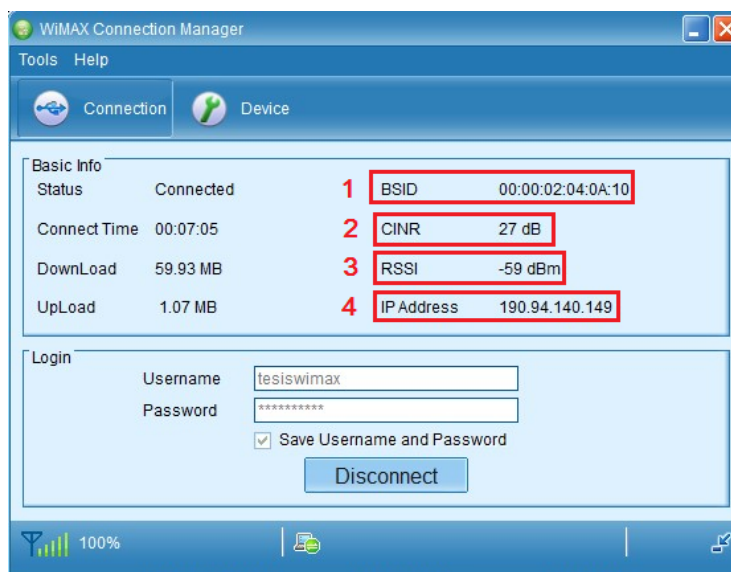 WiMAX Connection Manager
Tools Help
Connection Device
Basic Info
Status Connected 1 BSID 00:00:02:04:0A:10
Connect Time 00:07:05 2 CINR 27 dB
DownLoad 59.93 MB 3 RSSI -59 dBm
UpLoad 1.07 MB 4 IP Address 190.94.140.149
Login
Username tesiswimax
Password **********
Save Username and Password
Disconnect
100%